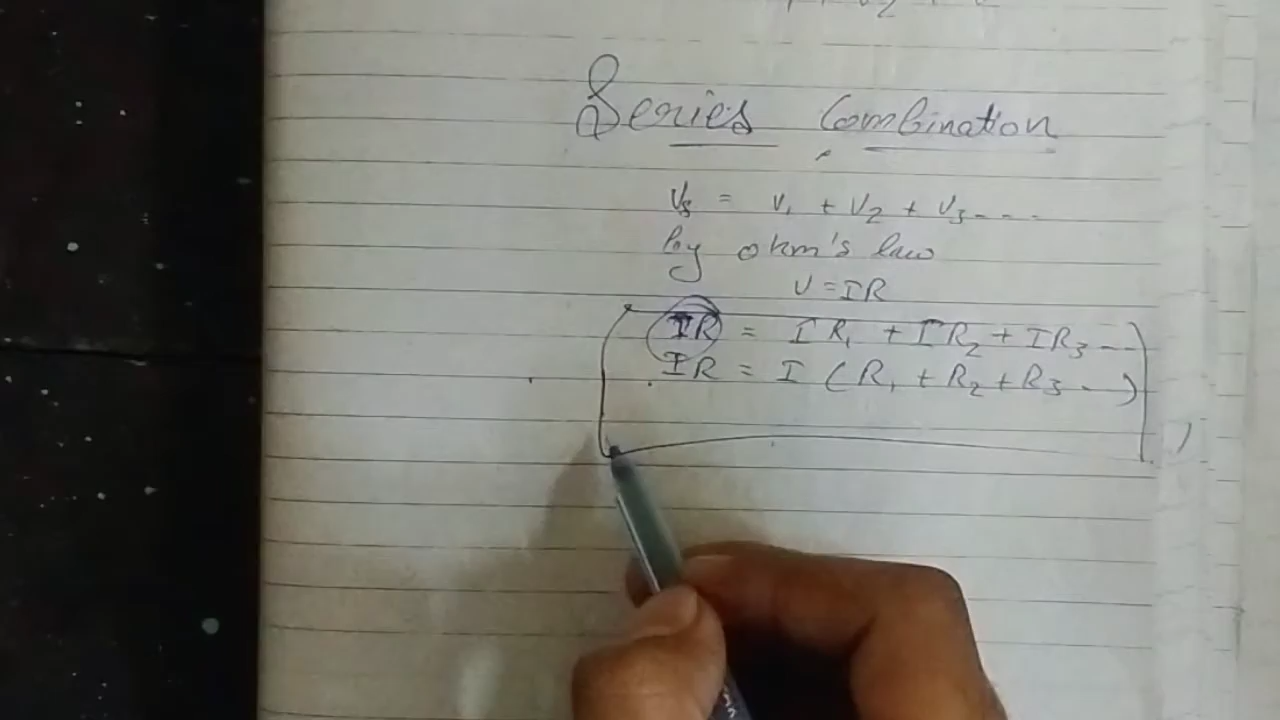 Series Combination
Vs = V1 + V2 + V3 - - - -
by ohm's law
V = IR
IR = IR1 + IR2 + IR3 - - -
IR = I (R1 + R2 + R3 - -)